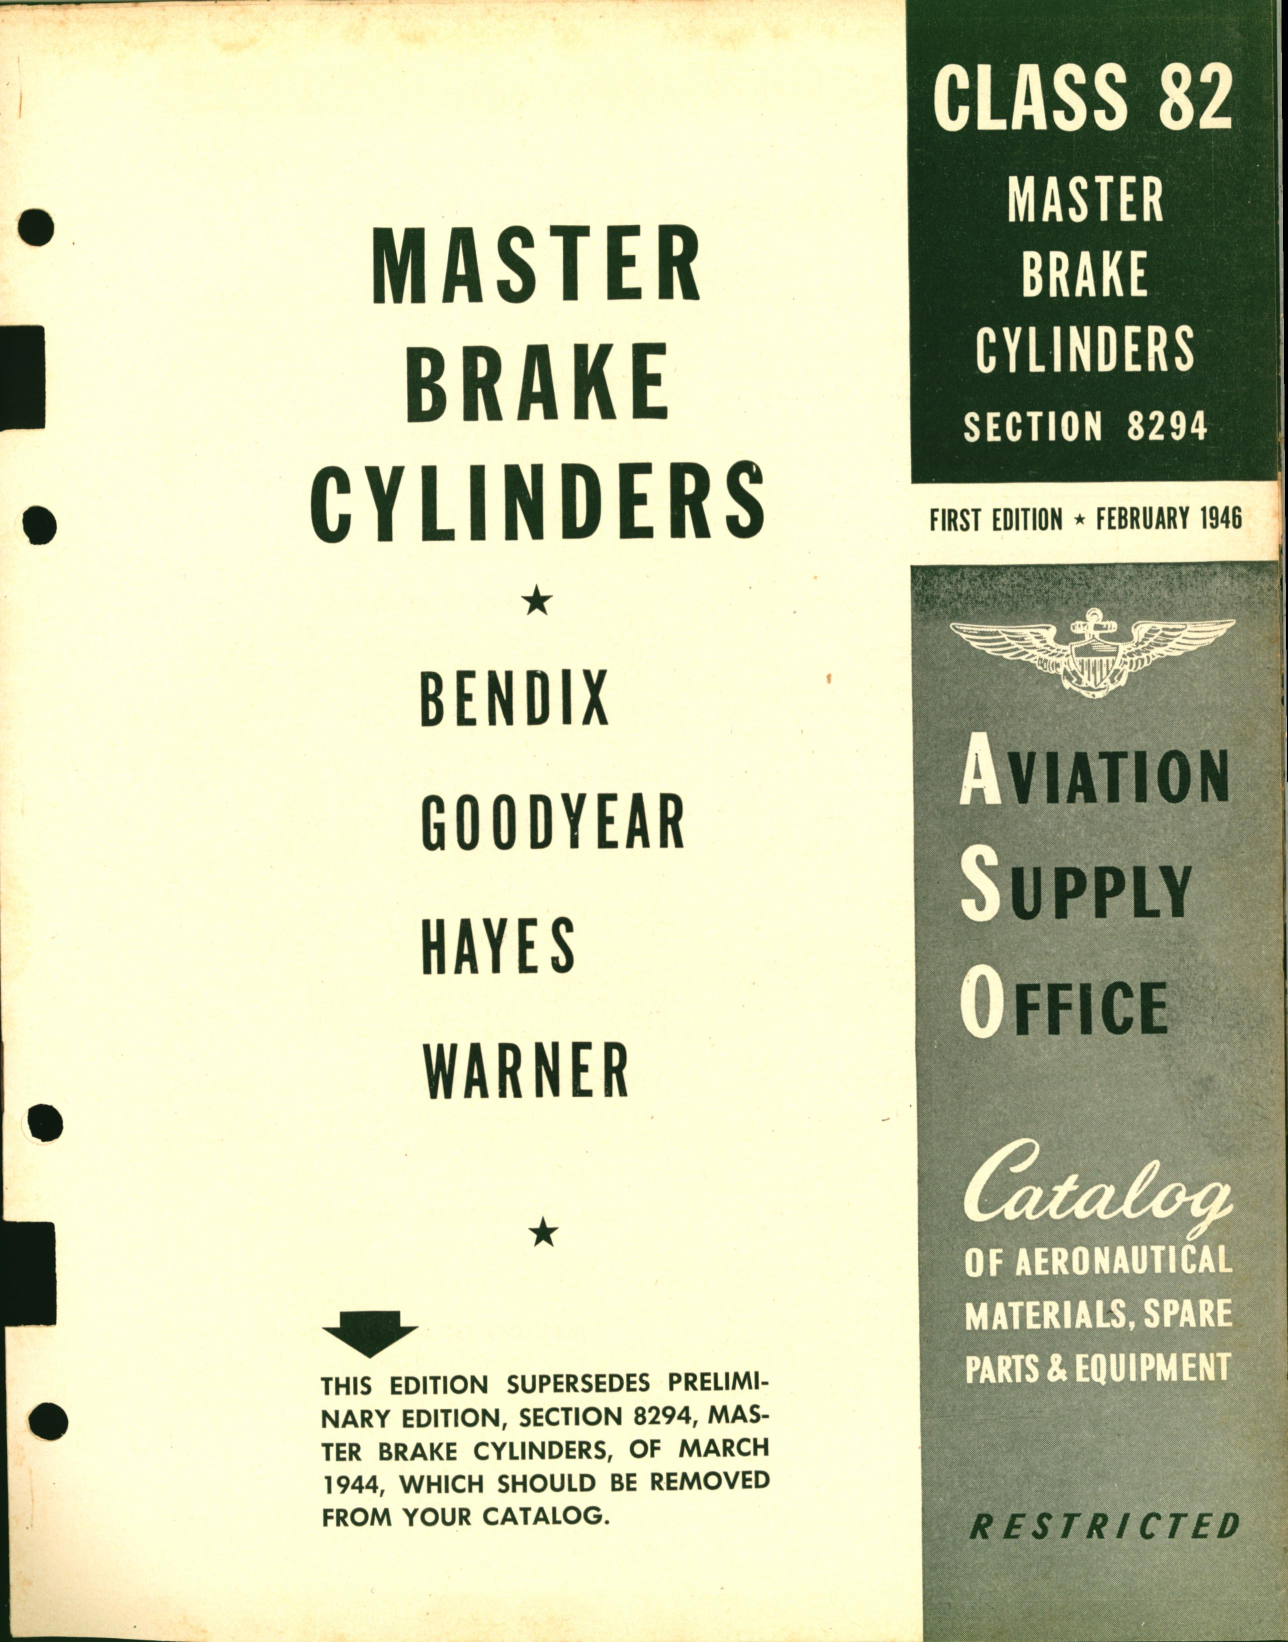 MASTER
BRAKE
CYLINDERS
★
BENDIX
GOODYEAR
HAYES
WARNER
★
THIS EDITION SUPERSEDES PRELIMI-
NARY EDITION, SECTION 8294, MAS-
TER BRAKE CYLINDERS, OF MARCH
1944, WHICH SHOULD BE REMOVED
FROM YOUR CATALOG.
CLASS 82
MASTER
BRAKE
CYLINDERS
SECTION 8294
FIRST EDITION ★ FEBRUARY 1946
AVIATION
SUPPLY
OFFICE
Catalog
OF AERONAUTICAL
MATERIALS, SPARE
PARTS & EQUIPMENT
RESTRICTED